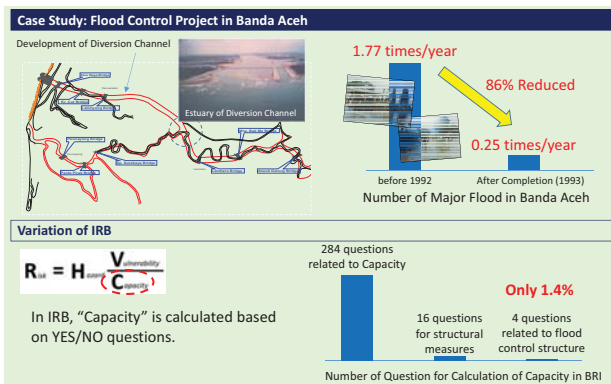 Case Study: Flood Control Project in Banda Aceh
Development of Diversion Channel
Estuary of Diversion Channel
1.77 times/year
86% Reduced
0.25 times/year
before 1992
After Completion (1993)
Number of Major Flood in Banda Aceh
Variation of IRB
Risk = Hazard Vulnerability
Capacity
In IRB, “Capacity” is calculated based
on YES/NO questions.
284 questions
related to Capacity
Only 1.4%
16 questions
for structural
measures
4 questions
related to flood
control structure
Number of Question for Calculation of Capacity in BRI